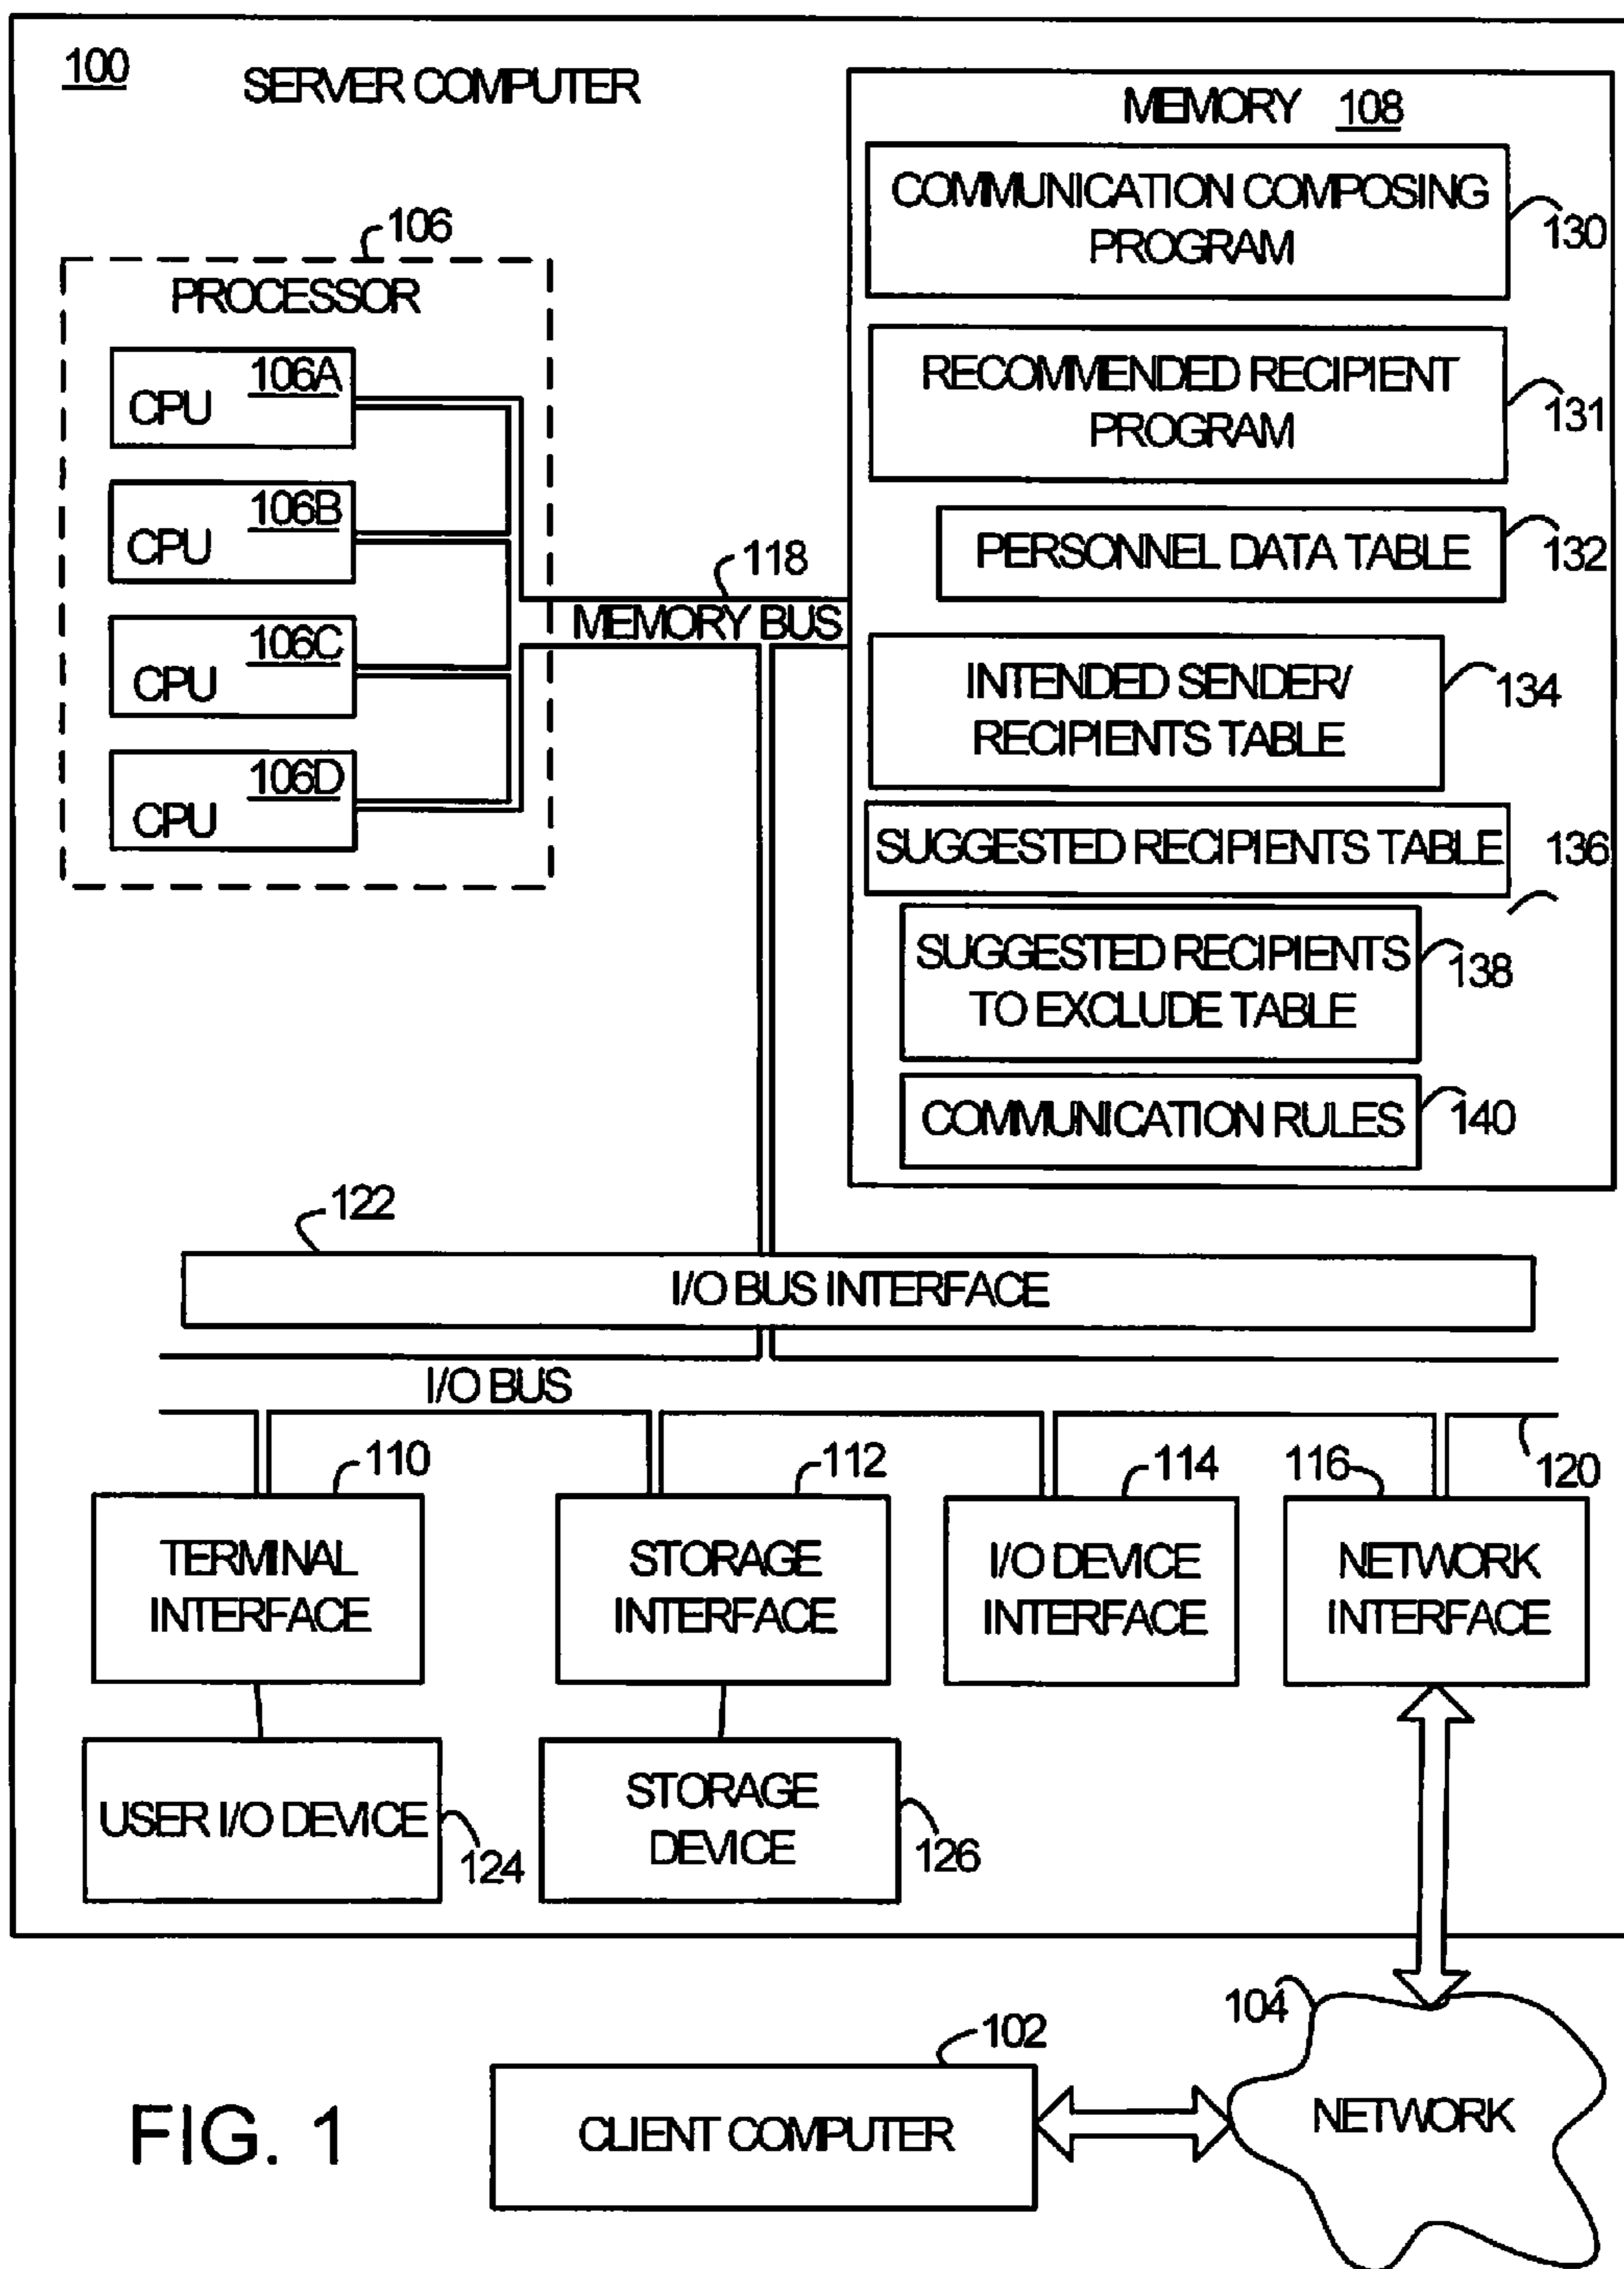 100
SERVER COMPUTER
MEMORY 108
COMMUNICATION COMPOSING
PROGRAM
130
RECOMMENDED RECIPIENT
PROGRAM
131
PERSONNEL DATA TABLE
132
INTENDED SENDER/
RECIPIENTS TABLE
134
SUGGESTED RECIPIENTS TABLE
136
SUGGESTED RECIPIENTS
TO EXCLUDE TABLE
138
COMMUNICATION RULES
140
106
PROCESSOR
CPU 106A
CPU 106B
CPU 106C
CPU 106D
118
MEMORY BUS
122
I/O BUS INTERFACE
I/O BUS
120
110
TERMINAL
INTERFACE
112
STORAGE
INTERFACE
114
I/O DEVICE
INTERFACE
116
NETWORK
INTERFACE
USER I/O DEVICE
124
STORAGE
DEVICE
126
104
NETWORK
102
CLIENT COMPUTER
FIG. 1